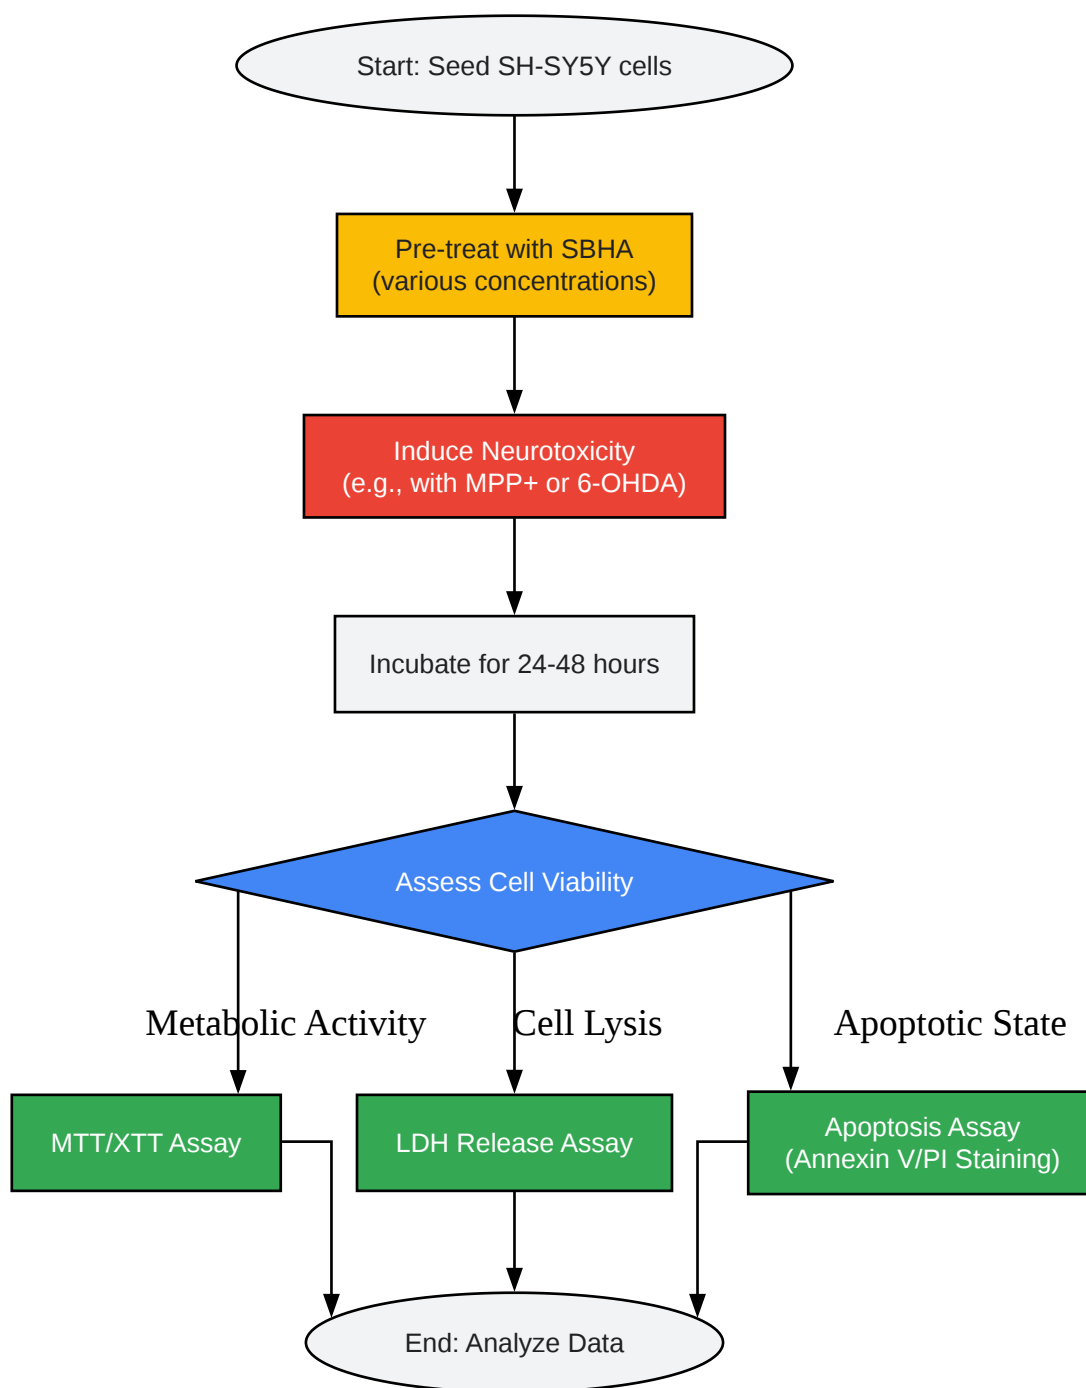 Start: Seed SH-SY5Y cells
Pre-treat with SBHA
(various concentrations)
Induce Neurotoxicity
(e.g., with MPP+ or 6-OHDA)
Incubate for 24-48 hours
Assess Cell Viability
Metabolic Activity
Cell Lysis
Apoptotic State
MTT/XTT Assay
LDH Release Assay
Apoptosis Assay
(Annexin V/PI Staining)
End: Analyze Data